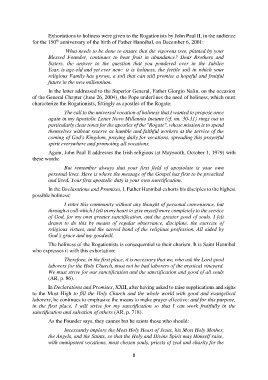 Exhortations to holiness were given to the Rogationists by John Paul II, in the audience
for the 150th anniversary of the birth of Father Hannibal, on December 6, 2001:
What needs to be done to ensure that the vigorous tree, planted by your
Blessed Founder, continues to bear fruit in abundance? Dear Brothers and
Sisters, the answer to the question that you pondered over in the Jubilee
Year, is age-old and yet ever new: it is holiness, the fertile soil in which your
religious Family has grown, a soil that can still promise a hopeful and fruitful
future in the new millennium.
In the letter addressed to the Superior General, Father Giorgio Nalin, on the occasion
of the General Chapter (June 26, 2004), the Pope underlines the need of holiness, which must
characterize the Rogationists, fittingly as apostles of the Rogate:
The call to the universal vocation of holiness that I wanted to propose once
again in my Apostolic Letter Novo Millennio Ineunte (cf. nn. 30-31) rings out in
particularly clear tones for the apostles of the "Rogate", whose mission is to spend
themselves without reserve as humble and faithful workers at the service of the
coming of God's Kingdom, praying daily for vocations, spreading this prayerful
spirit everywhere and promoting all vocations.
Again, John Paul II addresses the Irish religious (at Maynooth, October 1, 1979) with
these words:
But remember always that your first field of apostolate is your own
personal lives. Here is where the message of the Gospel has first to be preached
and lived. Your first apostolic duty is your own sanctification.
In the Declarations and Promises, I, Father Hannibal exhorts his disciples to the highest
possible holiness:
I enter this community without any thought of personal convenience, but
through a call which I felt in my heart to give myself more completely to the service
of God, for my own greater sanctification, and the greater good of souls. I felt
drawn to do this by means of regular observance, discipline, the exercise of
religious virtues, and the sacred bond of the religious profession. All aided by
God's grace and my goodwill.
The holiness of the Rogationists is consequential to their charism. It is Saint Hannibal
who expresses it with this exhortation:
Therefore, in the first place, it is necessary that we, who ask the Lord good
laborers for the Holy Church, must not be bad laborers of the mystical vineyard.
We must strive for our sanctification and the sanctification and good of all souls
(AR, p. 86).
In Declarations and Promises, XXII, after having asked to raise supplications and sighs
to the Most High to fill the Holy Church and the whole world with good and evangelical
laborers, he continues to emphasize the means to make prayer effective: and for this purpose,
in the first place, I will strive for my sanctification so that I can work fruitfully in the
sanctification and salvation of others (AR, p. 718).
As the Founder says, they cannot but be saints those who should:
Incessantly implore the Most Holy Heart of Jesus, his Most Holy Mother,
the Angels, and the Saints, so that the Holy and Divine Spirit may Himself raise,
with omnipotent vocations, most chosen souls, priests of zeal and charity for the
8